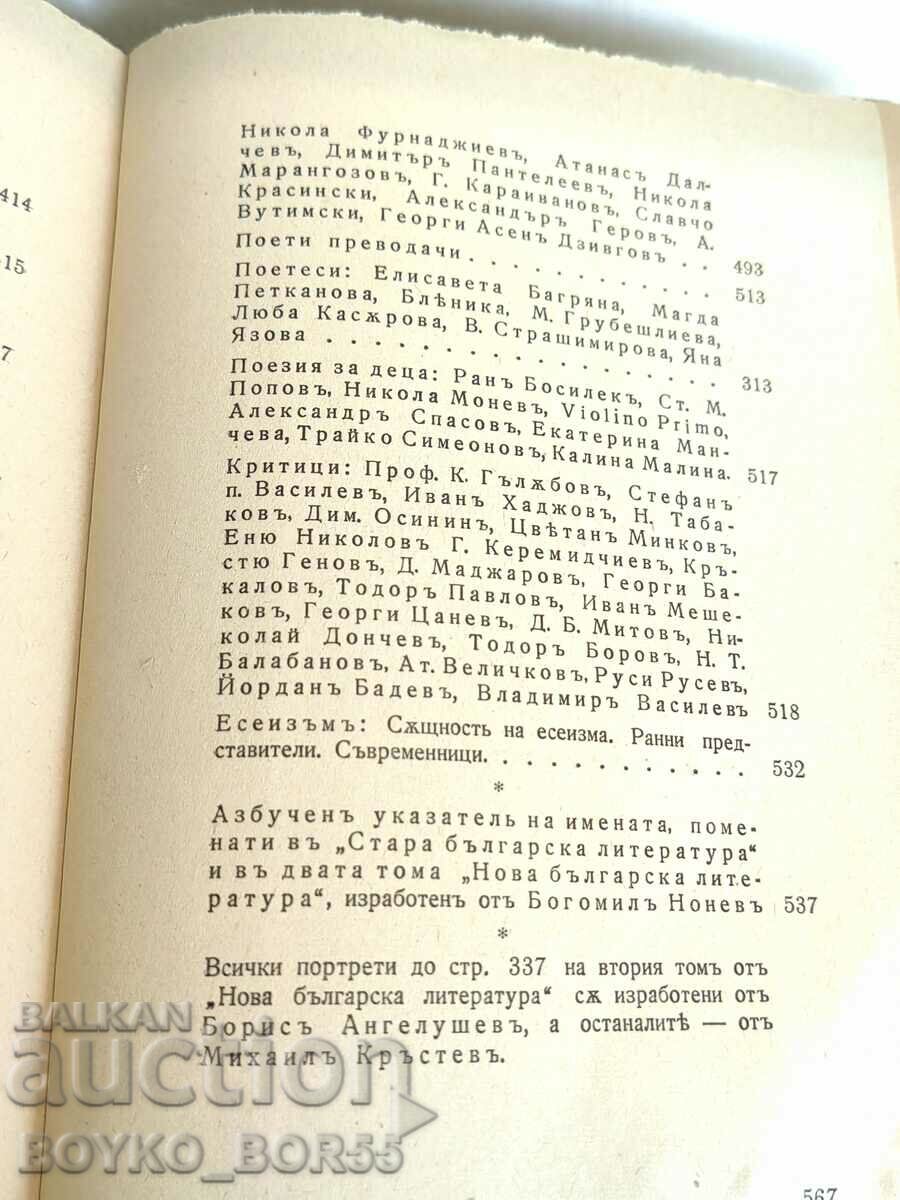 414
-15
7
Никола Фурнаджиевъ, Атанасъ Дал-
чевъ, Димитъръ Пантелеевъ, Никола
Марангозовъ, Г. Караивановъ, Славчо
Красински, Александъръ Геровъ, А.
Вутимски, Георги Асенъ Дзивговъ . . 493
Поети преводачи . . . . . . . . . . . 513
Поетеси: Елисавета Багряна, Магда
Петканова, Блѣника, М. Грубешлиева,
Люба Касѫрова, В. Страшимирова, Яна
Язова . . . . . . . . . . . . . . . 313
Поезия за деца: Ранъ Босилекъ, Ст. М.
Поповъ, Никола Моневъ, Violino Primo,
Александръ Спасовъ, Екатерина Ман-
чева, Трайко Симеоновъ, Калина Малина. 517
Критици: Проф. К. Гълѫбовъ, Стефанъ
п. Василевъ, Иванъ Хаджовъ, Н. Таба-
ковъ, Дим. Осининъ, Цвѣтанъ Минковъ,
Еню Николовъ Г. Керемидчиевъ, Кръ-
стю Геновъ, Д. Маджаровъ, Георги Ба-
каловъ, Тодоръ Павловъ, Иванъ Меше-
ковъ, Георги Цаневъ, Д. Б. Митовъ, Ни-
колай Дончевъ, Тодоръ Боровъ, Н. Т.
Балабановъ, Ат. Величковъ, Руси Русевъ,
Йорданъ Бадевъ, Владимиръ Василевъ 518
Есеизъмъ: Сѫщность на есеизма. Ранни пред-
ставители. Съвременници. . . . . . . . . . . . 532
*
Азбученъ указатель на имената, поме-
нати въ „Стара българска литература“
и въ двата тома „Нова българска лите-
ратура“, изработенъ отъ Богомилъ Ноневъ 537
*
Всички портрети до стр. 337 на втория томъ отъ
„Нова българска литература“ сѫ изработени отъ
Борисъ Ангелушевъ, а останалитѣ — отъ
Михаилъ Кръстевъ.
567
BALKAN
auction
BOYKO_BOR55